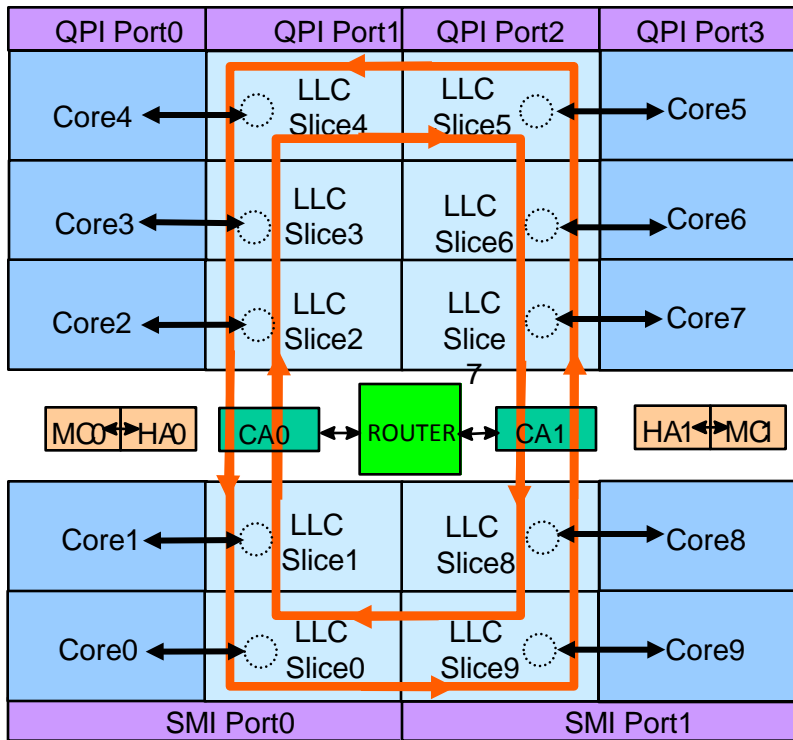 QPI Port0 QPI Port1 QPI Port2 QPI Port3
Core4
LLC
Slice4
LLC
Slice5
Core5
Core3
LLC
Slice3
LLC
Slice6
Core6
Core2
LLC
Slice2
LLC
Slice
7
Core7
MC0 HA0
CA0
ROUTER
CA1
HA1 MC1
Core1
LLC
Slice1
LLC
Slice8
Core8
Core0
LLC
Slice0
LLC
Slice9
Core9
SMI Port0 SMI Port1